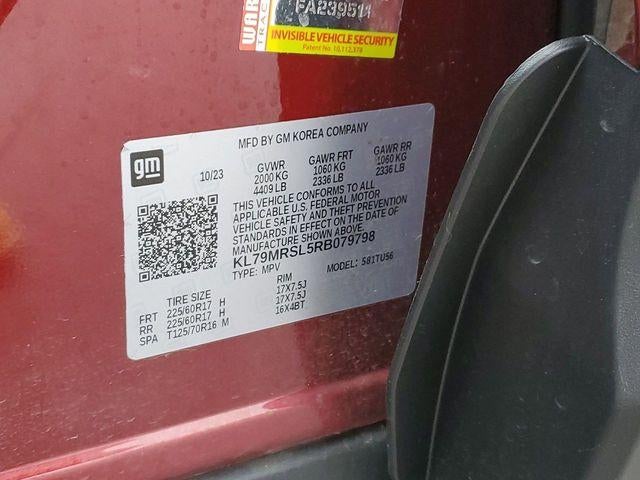 WAR
TRAC
FA239511
INVISIBLE VEHICLE SECURITY
Patent No. 10,112,378
MFD BY GM KOREA COMPANY
gm
10/23
GVWR
2000 KG
4409 LB
GAWR FRT
1060 KG
2336 LB
GAWR RR
1060 KG
2336 LB
THIS VEHICLE CONFORMS TO ALL
APPLICABLE U.S. FEDERAL MOTOR
VEHICLE SAFETY AND THEFT PREVENTION
STANDARDS IN EFFECT ON THE DATE OF
MANUFACTURE SHOWN ABOVE.
KL79MRSL5RB079798
TYPE: MPV MODEL: 581TU56
TIRE SIZE RIM
FRT 225/60R17 H 17X7.5J
RR 225/60R17 H 17X7.5J
SPA T125/70R16 M 16X4BT